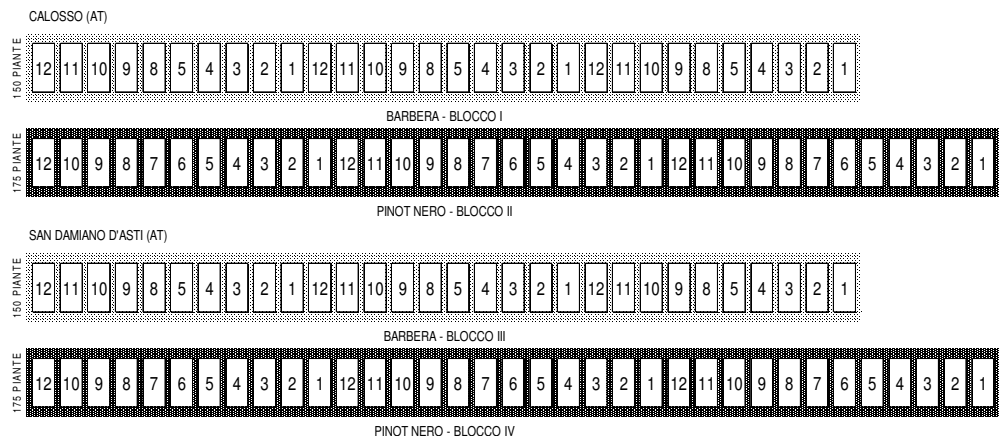 CALOSSO (AT)
150 PIANTE
12 11 10 9 8 5 4 3 2 1 12 11 10 9 8 5 4 3 2 1 12 11 10 9 8 5 4 3 2 1
BARBERA - BLOCCO I
175 PIANTE
12 10 9 8 7 6 5 4 3 2 1 12 11 10 9 8 7 6 5 4 3 2 1 12 11 10 9 8 7 6 5 4 3 2 1
PINOT NERO - BLOCCO II
SAN DAMIANO D'ASTI (AT)
150 PIANTE
12 11 10 9 8 5 4 3 2 1 12 11 10 9 8 5 4 3 2 1 12 11 10 9 8 5 4 3 2 1
BARBERA - BLOCCO III
175 PIANTE
12 10 9 8 7 6 5 4 3 2 1 12 11 10 9 8 7 6 5 4 3 2 1 12 11 10 9 8 7 6 5 4 3 2 1
PINOT NERO - BLOCCO IV